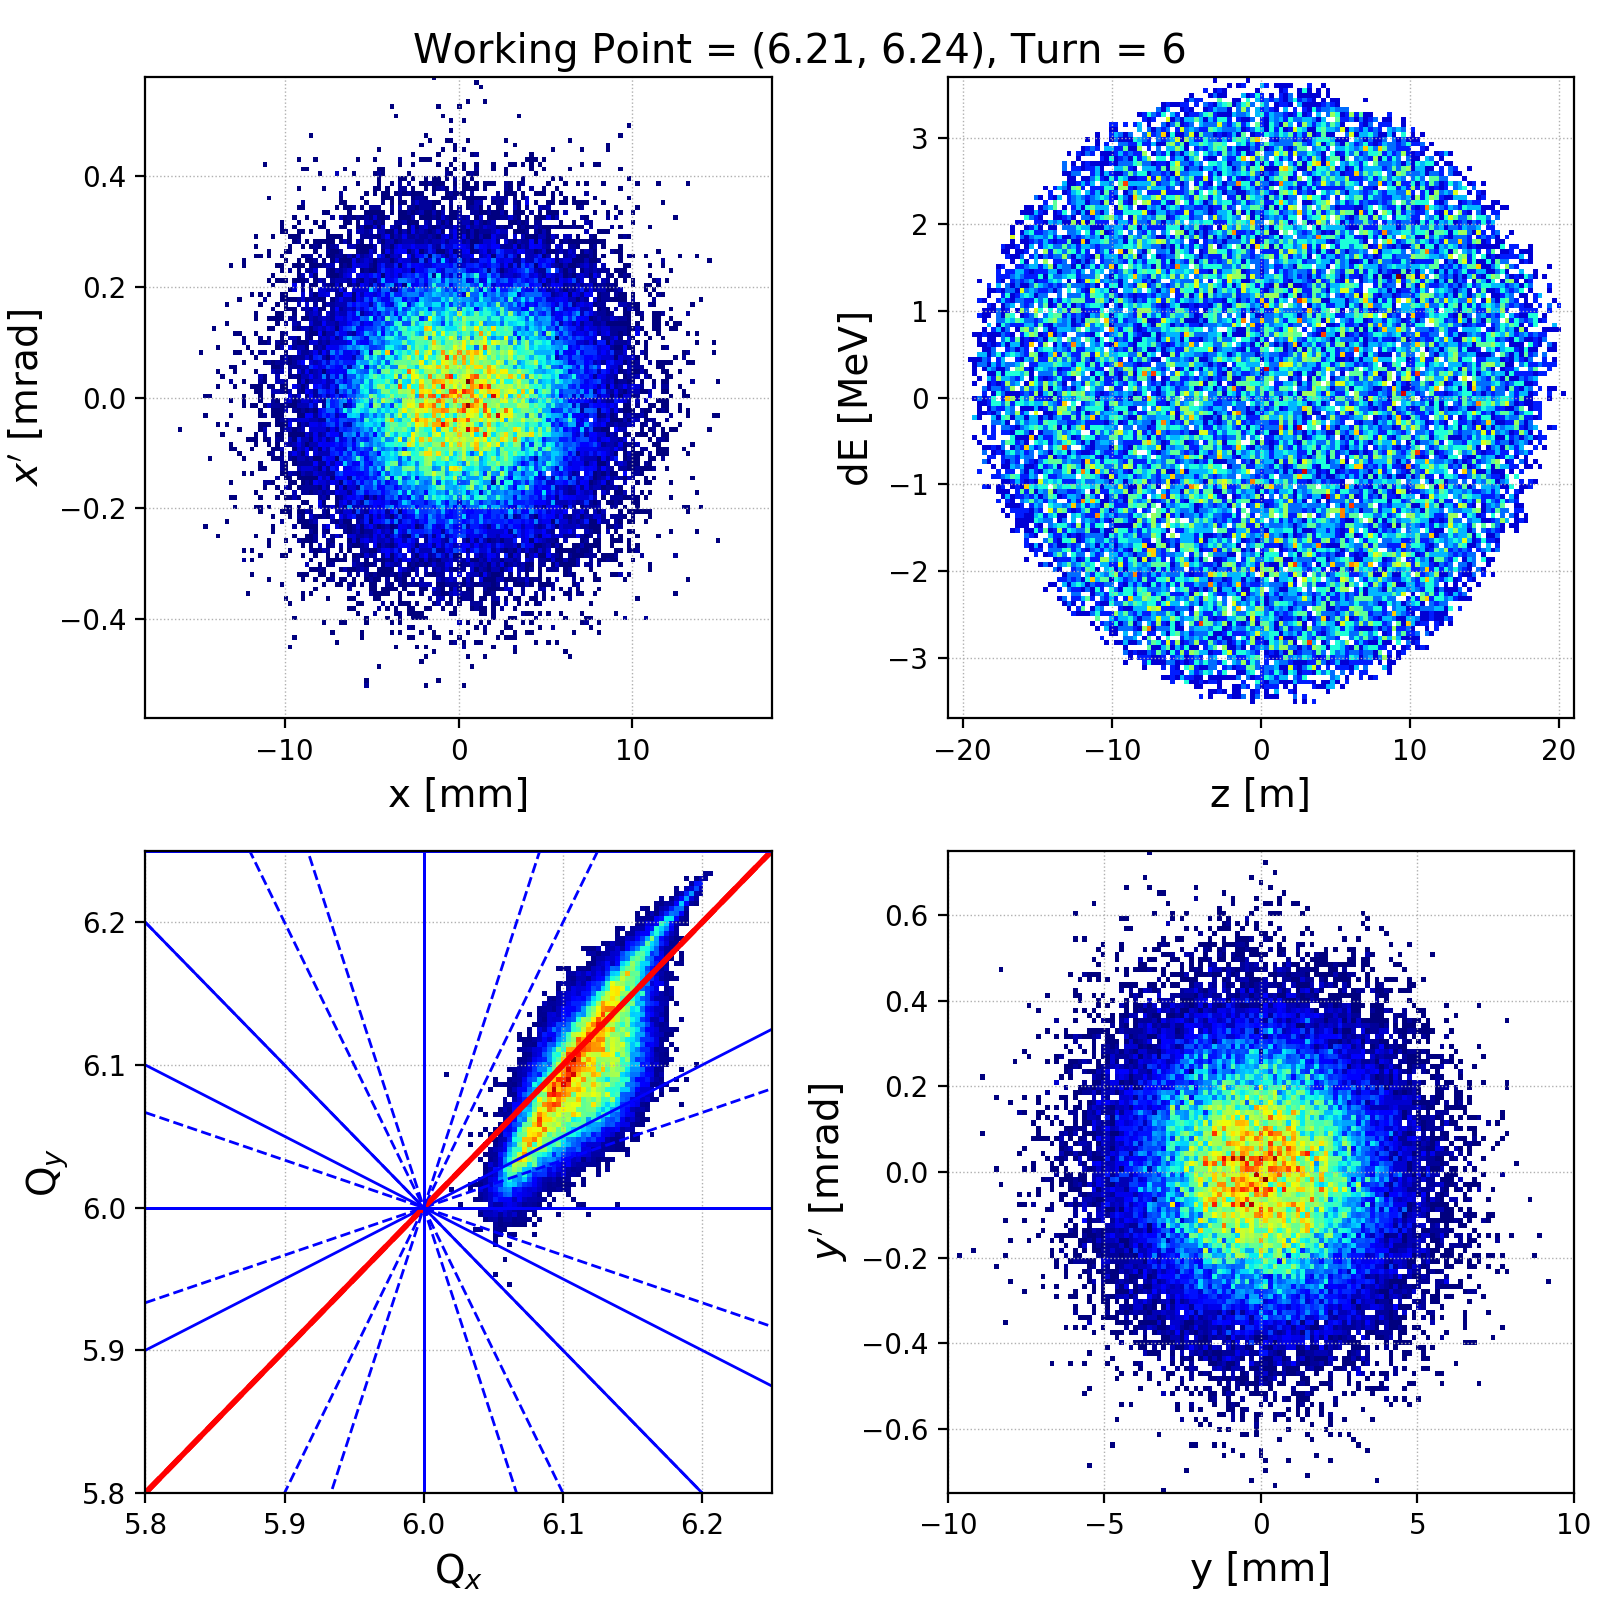 Working Point = (6.21, 6.24), Turn = 6
x′ [mrad]
0.4
0.2
0.0
−0.2
−0.4
−10 0 10
x [mm]
dE [MeV]
3
2
1
0
−1
−2
−3
−20 −10 0 10 20
z [m]
Qy
6.2
6.1
6.0
5.9
5.8
5.8 5.9 6.0 6.1 6.2
Qx
y′ [mrad]
0.6
0.4
0.2
0.0
−0.2
−0.4
−0.6
−10 −5 0 5 10
y [mm]